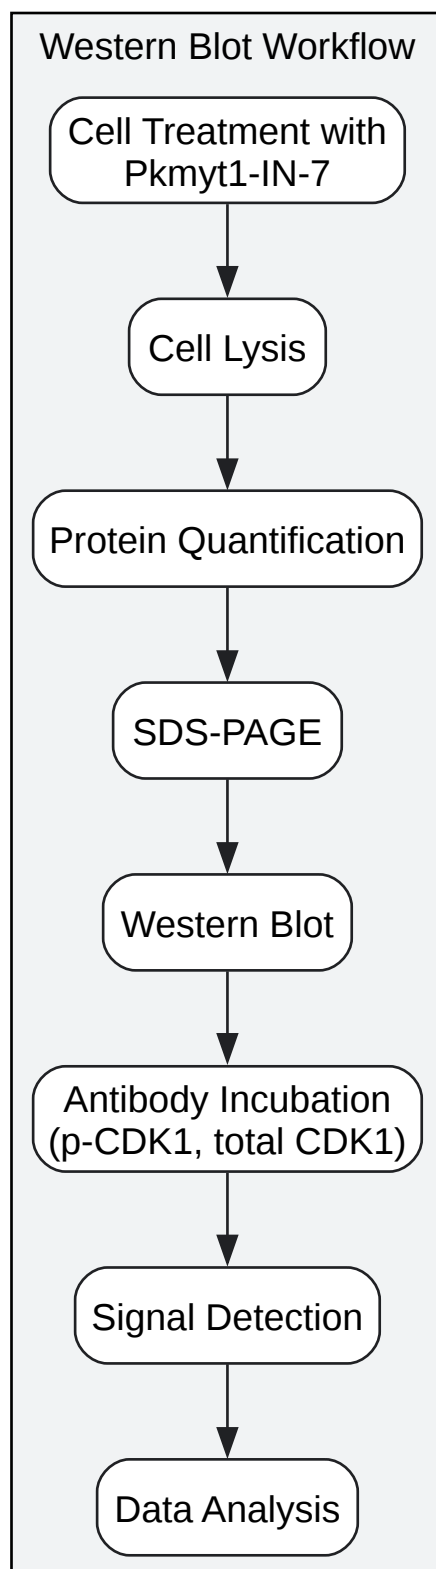 Western Blot Workflow
Cell Treatment with
Pkmyt1-IN-7
Cell Lysis
Protein Quantification
SDS-PAGE
Western Blot
Antibody Incubation
(p-CDK1, total CDK1)
Signal Detection
Data Analysis